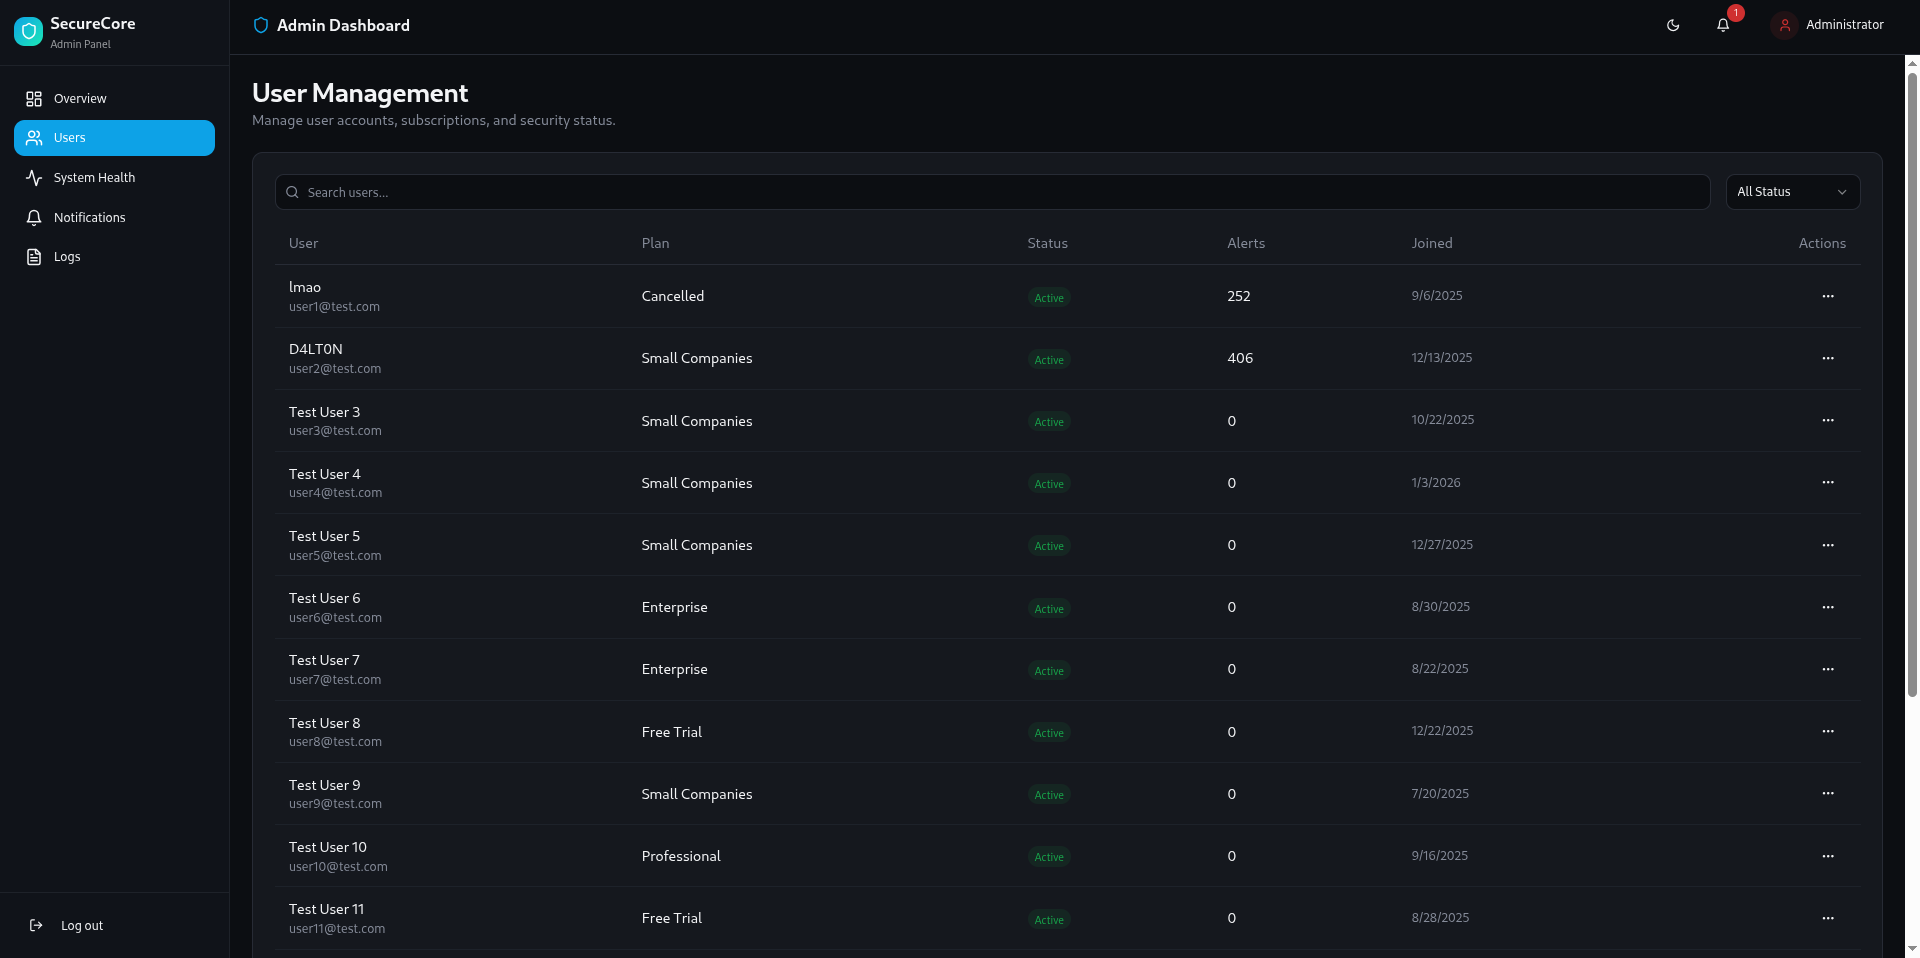 SecureCore
Admin Panel
Overview
Users
System Health
Notifications
Logs
Log out
Admin Dashboard
1
Administrator
User Management
Manage user accounts, subscriptions, and security status.
Search users...
All Status
User Plan Status Alerts Joined Actions
lmao
user1@test.com
Cancelled Active 252 9/6/2025
D4LT0N
user2@test.com
Small Companies Active 406 12/13/2025
Test User 3
user3@test.com
Small Companies Active 0 10/22/2025
Test User 4
user4@test.com
Small Companies Active 0 1/3/2026
Test User 5
user5@test.com
Small Companies Active 0 12/27/2025
Test User 6
user6@test.com
Enterprise Active 0 8/30/2025
Test User 7
user7@test.com
Enterprise Active 0 8/22/2025
Test User 8
user8@test.com
Free Trial Active 0 12/22/2025
Test User 9
user9@test.com
Small Companies Active 0 7/20/2025
Test User 10
user10@test.com
Professional Active 0 9/16/2025
Test User 11
user11@test.com
Free Trial Active 0 8/28/2025